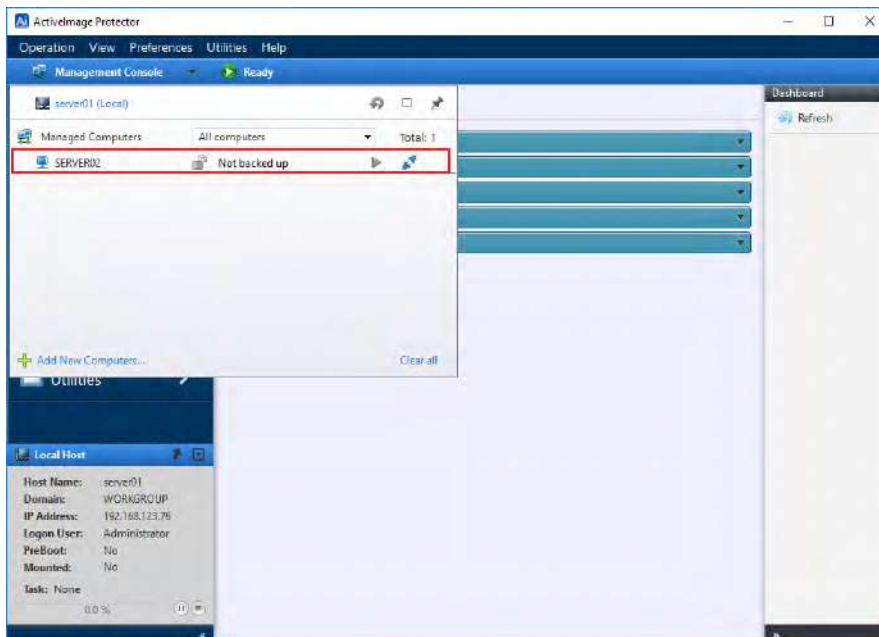 ActiveImage Protector
Operation View Preferences Utilities Help
Management Console Ready
server01 (Local)
Managed Computers All computers Total: 1
SERVER02 Not backed up
Add New Computers... Clear all
Dashboard
Refresh
Utilities
Local Host
Host Name: server01
Domain: WORKGROUP
IP Address: 192.168.123.76
Logon User: Administrator
PreBoot: No
Mounted: No
Task: None
0.0 %